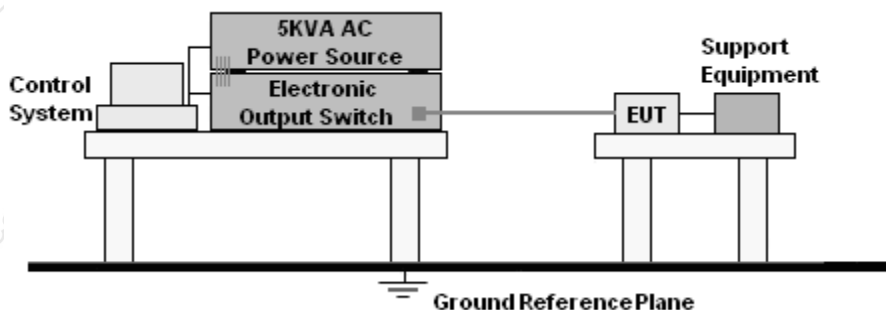 5KVA AC
Power Source
Control
System
Electronic
Output Switch
EUT
Support
Equipment
Ground Reference Plane